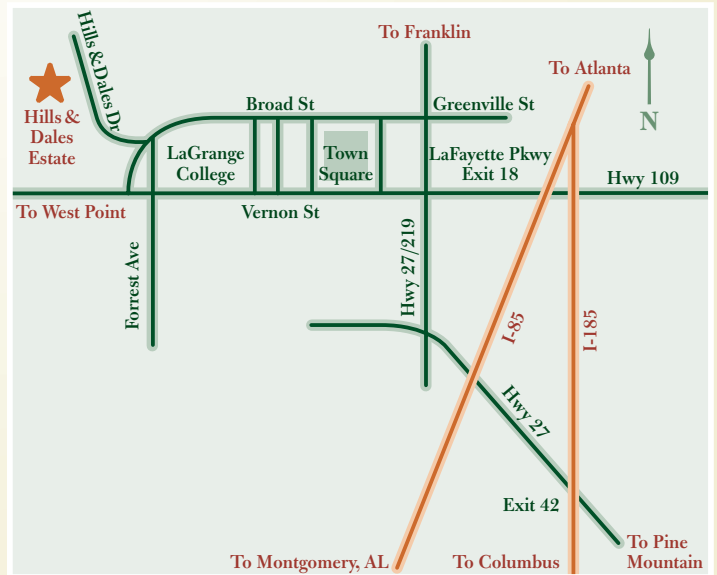 Hills & Dales Dr
To Franklin
To Atlanta
N
Hills &
Dales
Estate
Broad St
Greenville St
LaGrange
College
Town
Square
LaFayette Pkwy
Exit 18
Hwy 109
To West Point
Vernon St
Forrest Ave
Hwy 27/219
I-85
I-185
Hwy 27
Exit 42
To Pine
Mountain
To Montgomery, AL
To Columbus